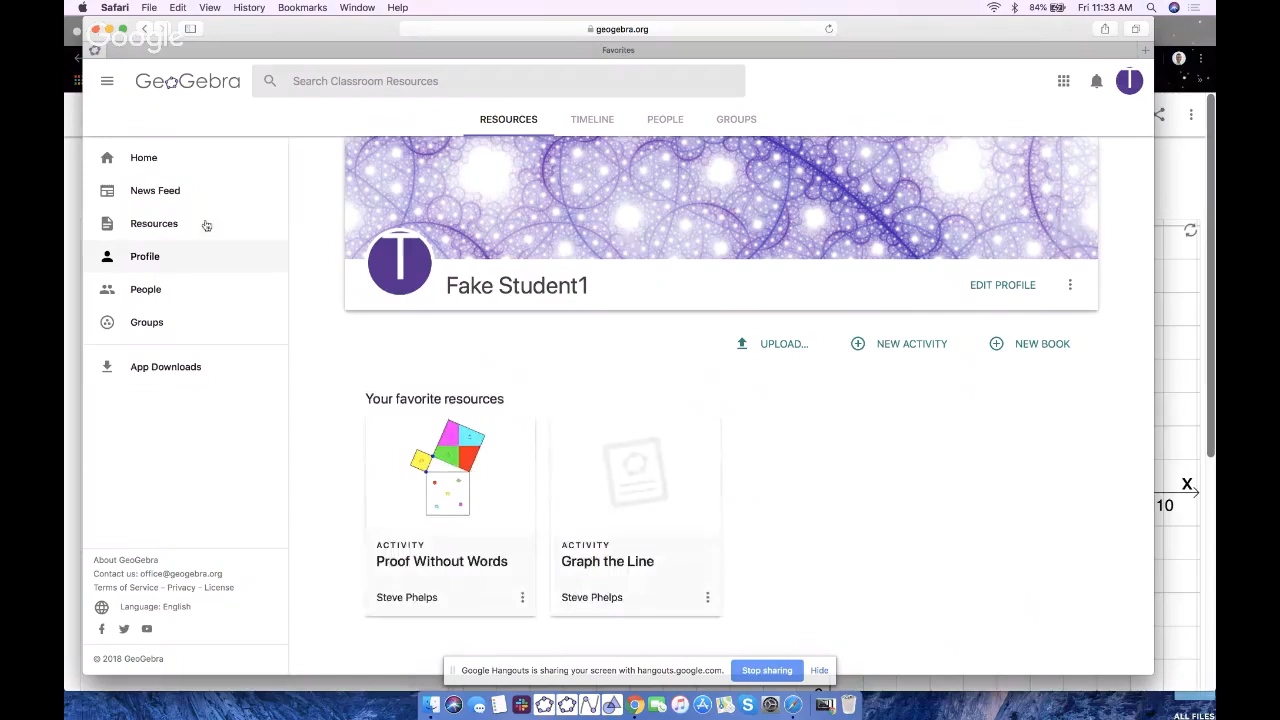 Safari File Edit View History Bookmarks Window Help 84% Fri 11:33 AM
Google
geogebra.org
Favorites
GeoGebra
Search Classroom Resources
T
RESOURCES TIMELINE PEOPLE GROUPS
Home
News Feed
Resources
Profile
People
Groups
App Downloads
T
Fake Student1
EDIT PROFILE
UPLOAD... NEW ACTIVITY NEW BOOK
Your favorite resources
ACTIVITY
Proof Without Words
Steve Phelps
ACTIVITY
Graph the Line
Steve Phelps
X
10
About GeoGebra
Contact us: office@geogebra.org
Terms of Service – Privacy – License
Language: English
© 2018 GeoGebra
Google Hangouts is sharing your screen with hangouts.google.com. Stop sharing Hide
ALL FILES